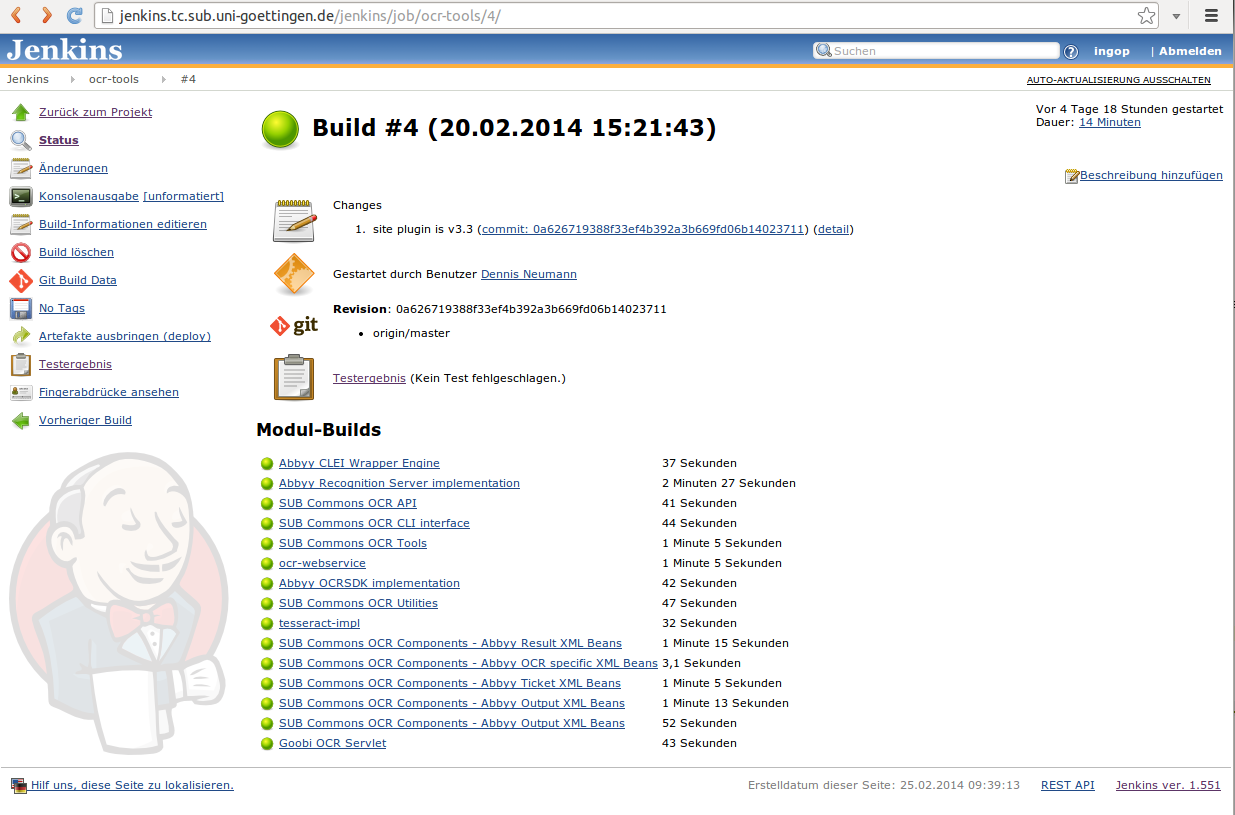 jenkins.tc.sub.uni-goettingen.de/jenkins/job/ocr-tools/4/
Jenkins
Suchen
ingop | Abmelden
Jenkins ocr-tools #4
AUTO-AKTUALISIERUNG AUSSCHALTEN
Zurück zum Projekt
Status
Änderungen
Konsolenausgabe [unformatiert]
Build-Informationen editieren
Build löschen
Git Build Data
No Tags
Artefakte ausbringen (deploy)
Testergebnis
Fingerabdrücke ansehen
Vorheriger Build
Build #4 (20.02.2014 15:21:43)
Vor 4 Tage 18 Stunden gestartet
Dauer: 14 Minuten
Beschreibung hinzufügen
Changes
1. site plugin is v3.3 (commit: 0a626719388f33ef4b392a3b669fd06b14023711) (detail)
Gestartet durch Benutzer Dennis Neumann
git
Revision: 0a626719388f33ef4b392a3b669fd06b14023711
• origin/master
Testergebnis (Kein Test fehlgeschlagen.)
Modul-Builds
Abbyy CLEI Wrapper Engine 37 Sekunden
Abbyy Recognition Server implementation 2 Minuten 27 Sekunden
SUB Commons OCR API 41 Sekunden
SUB Commons OCR CLI interface 44 Sekunden
SUB Commons OCR Tools 1 Minute 5 Sekunden
ocr-webservice 1 Minute 5 Sekunden
Abbyy OCRSDK implementation 42 Sekunden
SUB Commons OCR Utilities 47 Sekunden
tesseract-impl 32 Sekunden
SUB Commons OCR Components - Abbyy Result XML Beans 1 Minute 15 Sekunden
SUB Commons OCR Components - Abbyy OCR specific XML Beans 3,1 Sekunden
SUB Commons OCR Components - Abbyy Ticket XML Beans 1 Minute 5 Sekunden
SUB Commons OCR Components - Abbyy Output XML Beans 1 Minute 13 Sekunden
SUB Commons OCR Components - Abbyy Output XML Beans 52 Sekunden
Goobi OCR Servlet 43 Sekunden
Hilf uns, diese Seite zu lokalisieren.
Erstelldatum dieser Seite: 25.02.2014 09:39:13 REST API Jenkins ver. 1.551